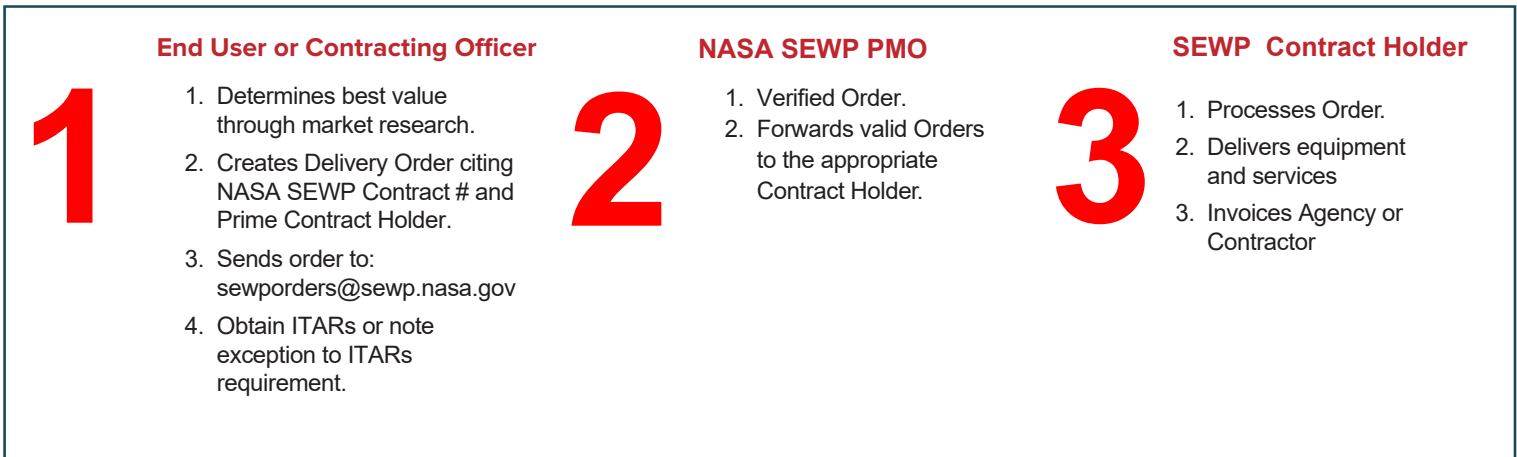 1
End User or Contracting Officer
1. Determines best value
through market research.
2. Creates Delivery Order citing
NASA SEWP Contract # and
Prime Contract Holder.
3. Sends order to:
sewporders@sewp.nasa.gov
4. Obtain ITARs or note
exception to ITARs
requirement.
2
NASA SEWP PMO
1. Verified Order.
2. Forwards valid Orders
to the appropriate
Contract Holder.
3
SEWP Contract Holder
1. Processes Order.
2. Delivers equipment
and services
3. Invoices Agency or
Contractor